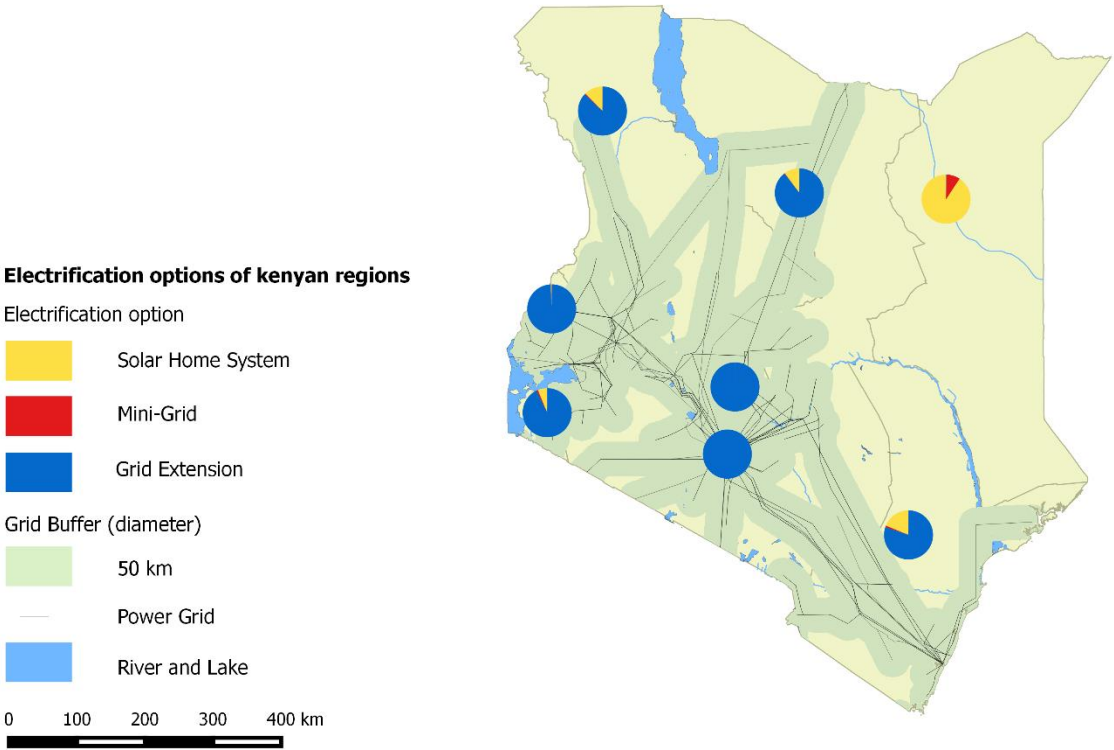 Electrification options of kenyan regions
Electrification option
Solar Home System
Mini-Grid
Grid Extension
Grid Buffer (diameter)
50 km
Power Grid
River and Lake
0 100 200 300 400 km